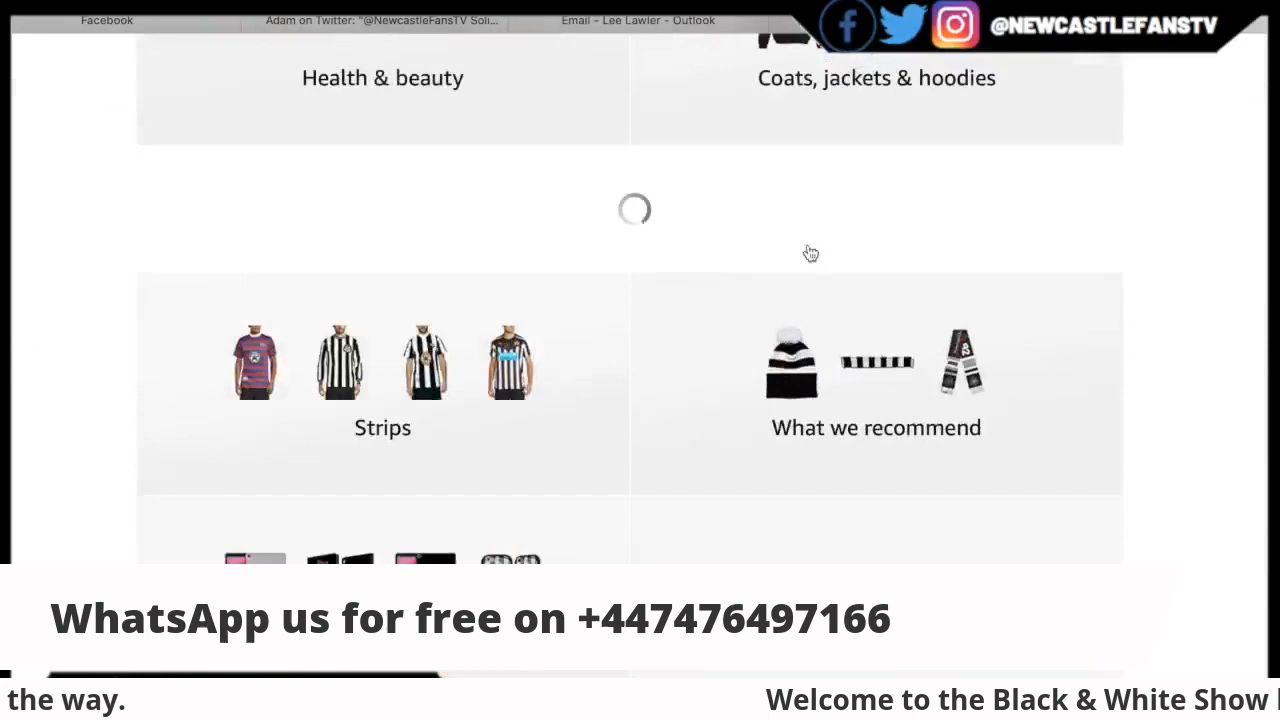 Facebook
Adam on Twitter: "@NewcastleFansTV Soli...
Email – Lee Lawler – Outlook
@NEWCASTLEFANSTV
Health & beauty
Coats, jackets & hoodies
Strips
What we recommend
WhatsApp us for free on +447476497166
the way.
Welcome to the Black & White Show